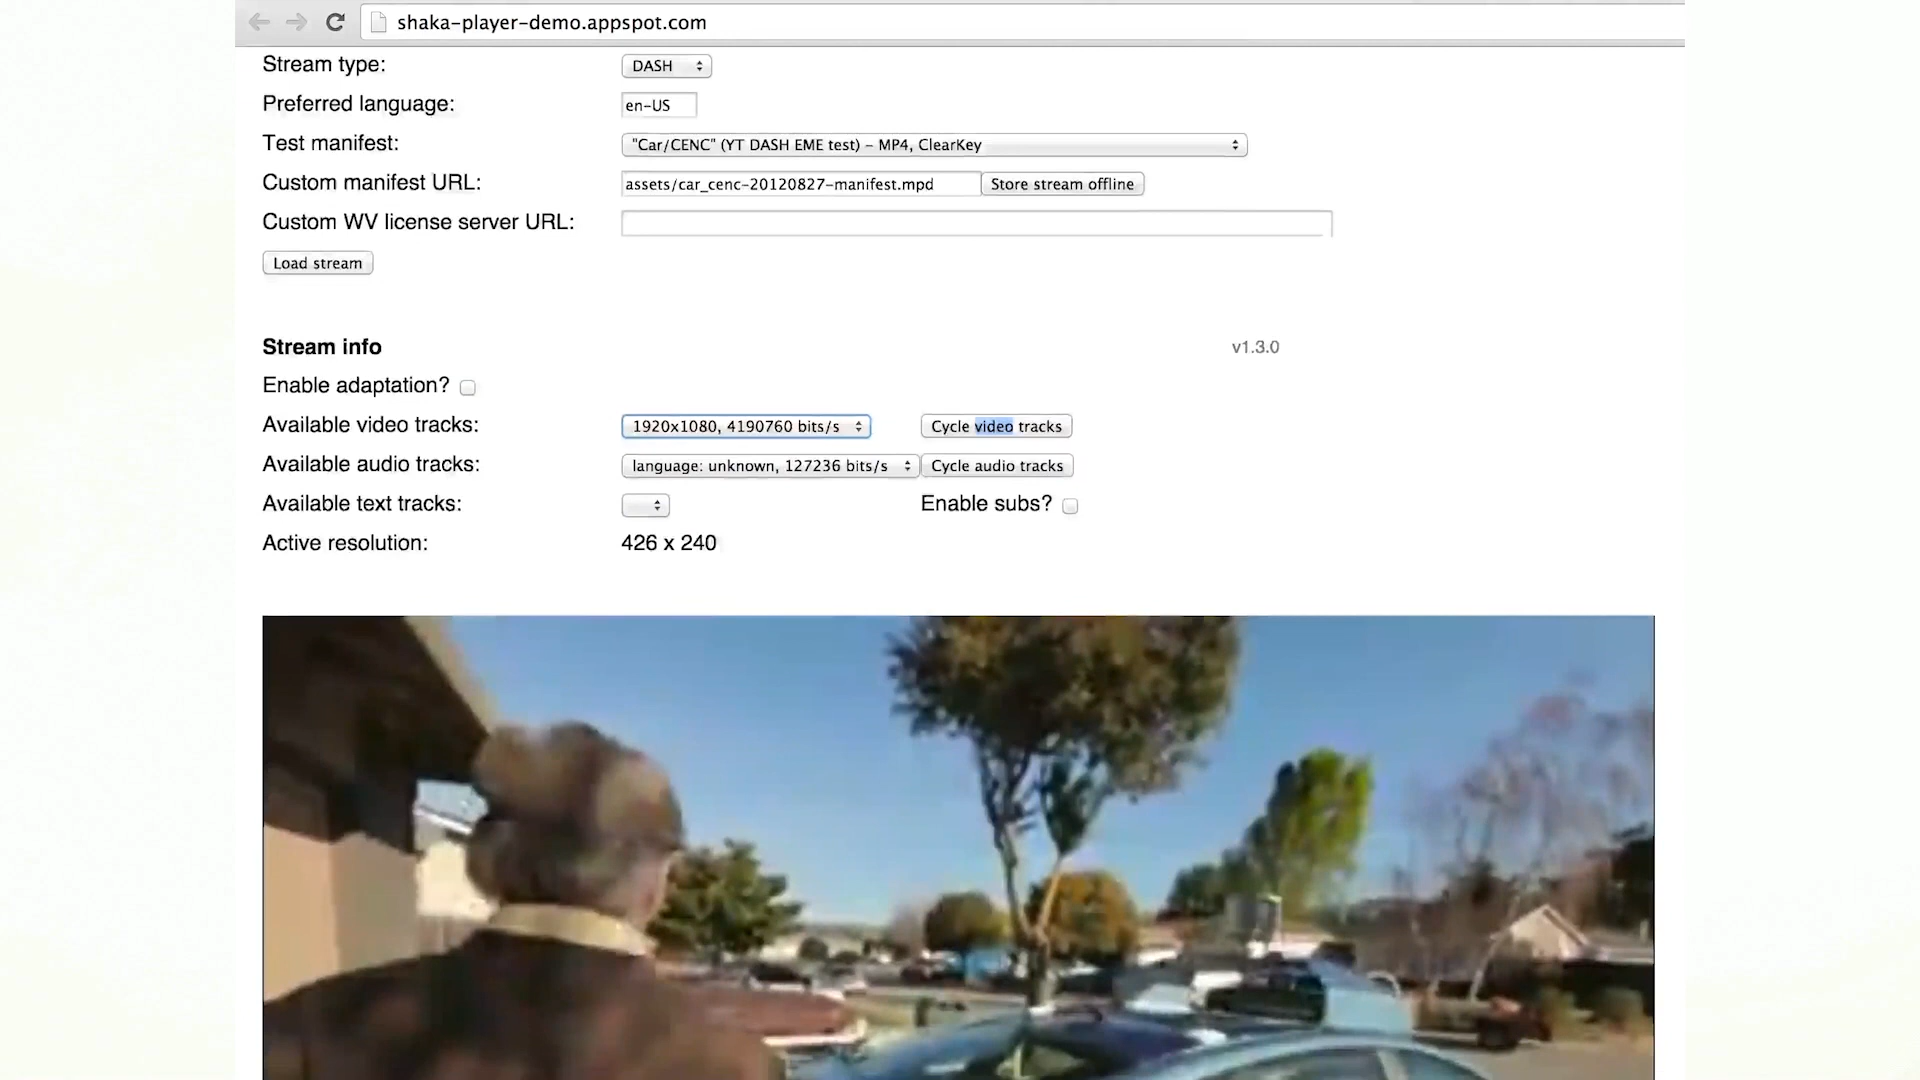 shaka-player-demo.appspot.com
Stream type: DASH
Preferred language: en-US
Test manifest: "Car/CENC" (YT DASH EME test) – MP4, ClearKey
Custom manifest URL: assets/car_cenc-20120827-manifest.mpd Store stream offline
Custom WV license server URL:
Load stream
Stream info v1.3.0
Enable adaptation?
Available video tracks: 1920x1080, 4190760 bits/s Cycle video tracks
Available audio tracks: language: unknown, 127236 bits/s Cycle audio tracks
Available text tracks: Enable subs?
Active resolution: 426 x 240